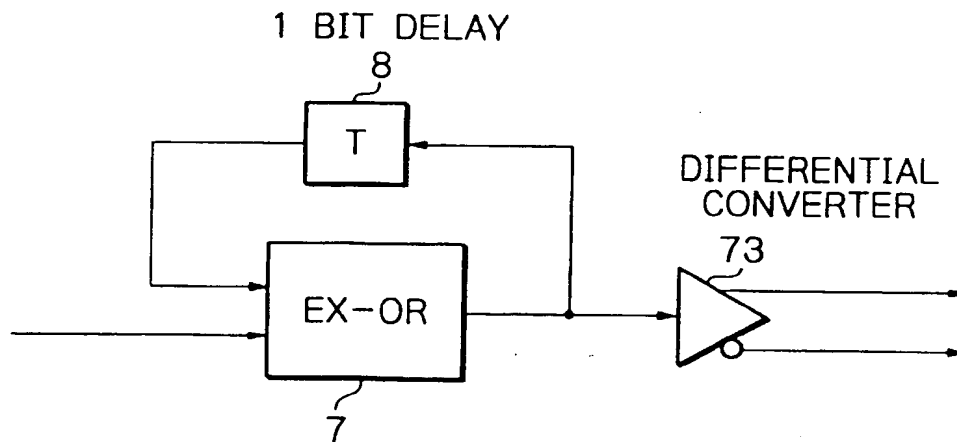 1 BIT DELAY
8
T
DIFFERENTIAL
CONVERTER
73
EX-OR
7